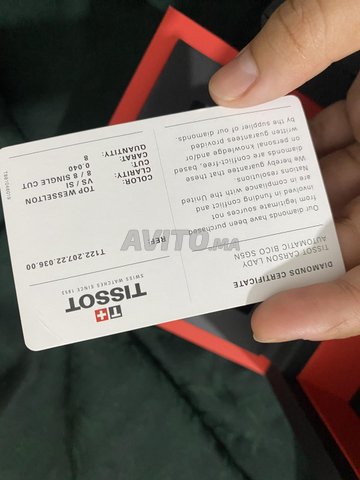 DIAMONDS CERTIFICATE
TISSOT CARSON LADY
AUTOMATIC BICO SGSN
Our diamonds have been purchased
from legitimate sources not
involved in funding conflict and
are in compliance with the United
Nations
We hereby guarantee that these
diamonds are conflict-free, based
on personal knowledge and/or
written guarantees provided
by the supplier of our diamonds.
T
TISSOT
SWISS WATCHES SINCE 1853
REF. T122.207.22.036.00
COLOR: TOP WESSELTON
CLARITY: VS / SI
CUT: 8 / 8 SINGLE CUT
CARAT: 0.040
QUANTITY: 8
AVITO.ma